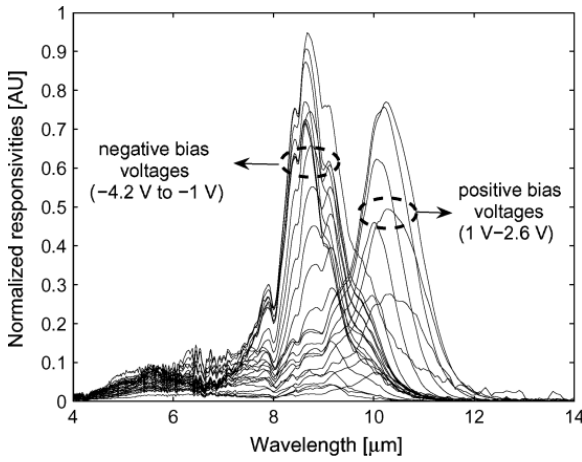 Normalized responsivities [AU]
1
0.9
0.8
0.7
0.6
0.5
0.4
0.3
0.2
0.1
0
negative bias
voltages
(−4.2 V to −1 V)
positive bias
voltages
(1 V−2.6 V)
4
6
8
10
12
14
Wavelength [μm]